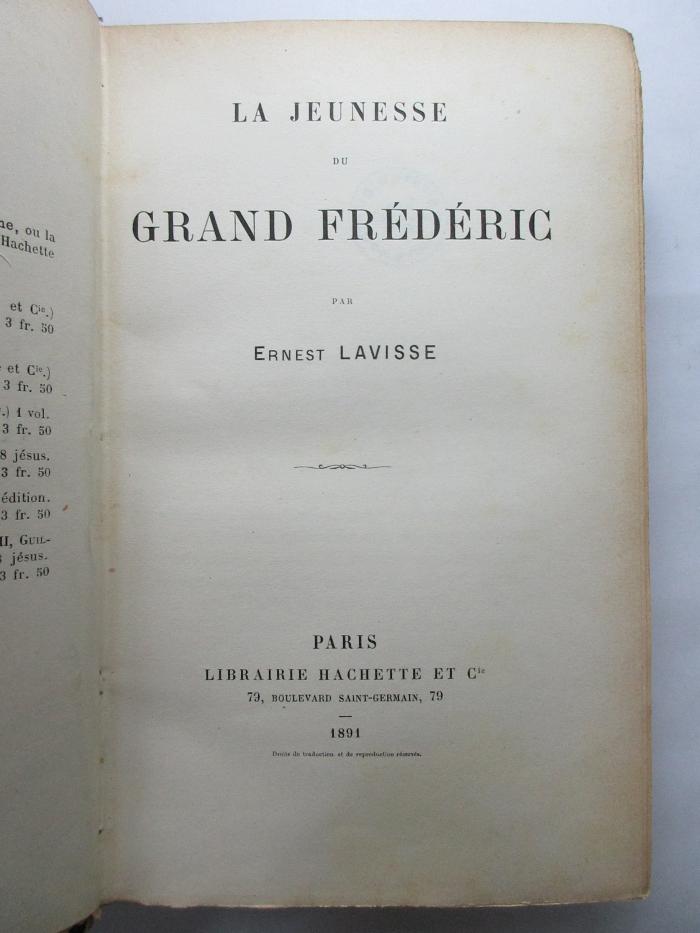 ne, ou la
Hachette
et Cie.)
3 fr. 50
et Cie.)
3 fr. 50
.) 1 vol.
3 fr. 50
8 jésus.
3 fr. 50
édition.
3 fr. 50
II, GUIL-
jésus.
3 fr. 50
LA JEUNESSE
DU
GRAND FRÉDÉRIC
PAR
ERNEST LAVISSE
PARIS
LIBRAIRIE HACHETTE ET Cie
79, BOULEVARD SAINT-GERMAIN, 79
1891
Droits de traduction et de reproduction réservés.